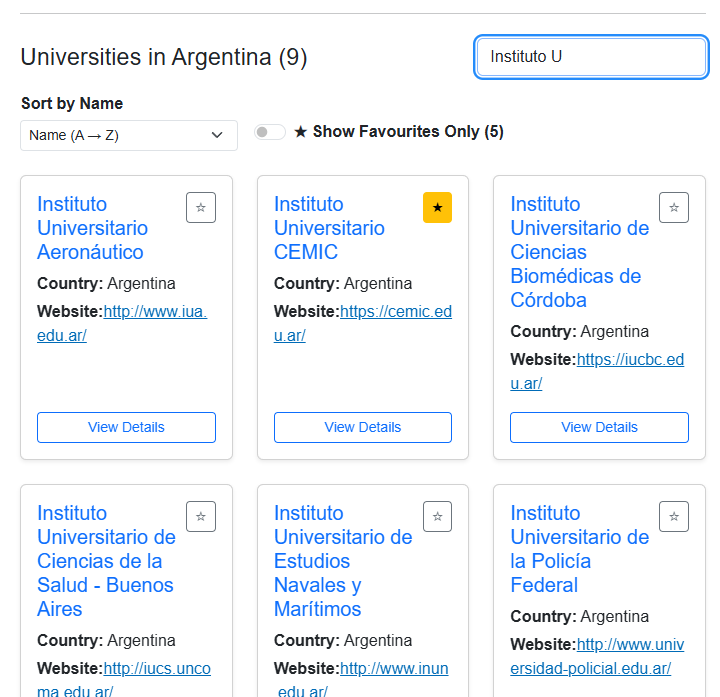 Universities in Argentina (9)
Instituto U
Sort by Name
Name (A → Z)
★ Show Favourites Only (5)
Instituto
Universitario
Aeronáutico
☆
Country: Argentina
Website:http://www.iua.
edu.ar/
View Details
Instituto
Universitario
CEMIC
★
Country: Argentina
Website:https://cemic.ed
u.ar/
View Details
Instituto
Universitario de
Ciencias
Biomédicas de
Córdoba
☆
Country: Argentina
Website:https://iucbc.ed
u.ar/
View Details
Instituto
Universitario de
Ciencias de la
Salud - Buenos
Aires
☆
Country: Argentina
Website:http://iucs.unco
ma.edu.ar/
Instituto
Universitario de
Estudios
Navales y
Marítimos
☆
Country: Argentina
Website:http://www.inun
.edu.ar/
Instituto
Universitario de
la Policía
Federal
☆
Country: Argentina
Website:http://www.univ
ersidad-policial.edu.ar/